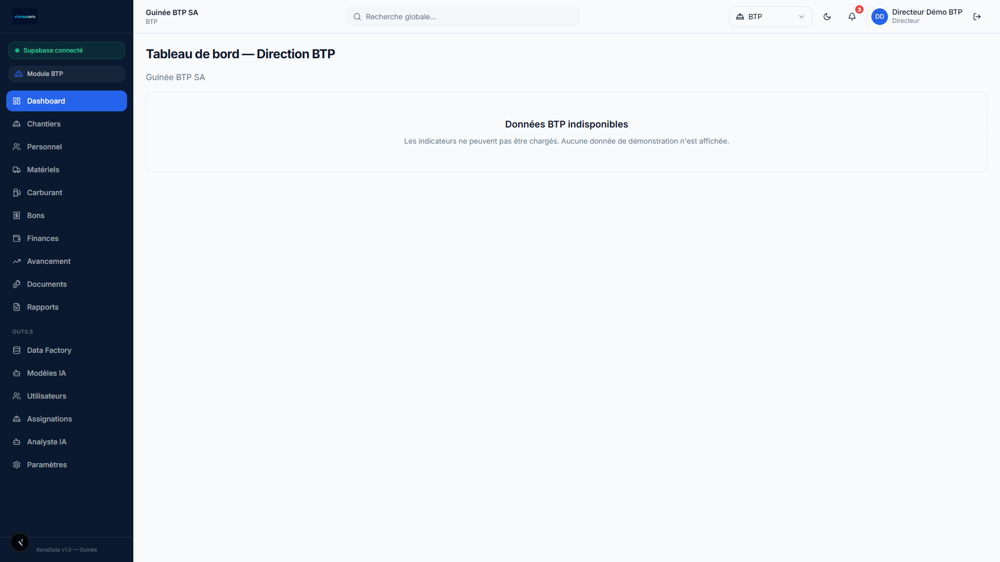 KONADATA
Guinée BTP SA
BTP
Recherche globale...
BTP
3
DD
Directeur Démo BTP
Directeur
Supabase connecté
Module BTP
Dashboard
Chantiers
Personnel
Matériels
Carburant
Bons
Finances
Avancement
Documents
Rapports
OUTILS
Data Factory
Modèles IA
Utilisateurs
Assignations
Analyste IA
Paramètres
KonaData v1.0 — Guinée
Tableau de bord — Direction BTP
Guinée BTP SA
Données BTP indisponibles
Les indicateurs ne peuvent pas être chargés. Aucune donnée de démonstration n'est affichée.